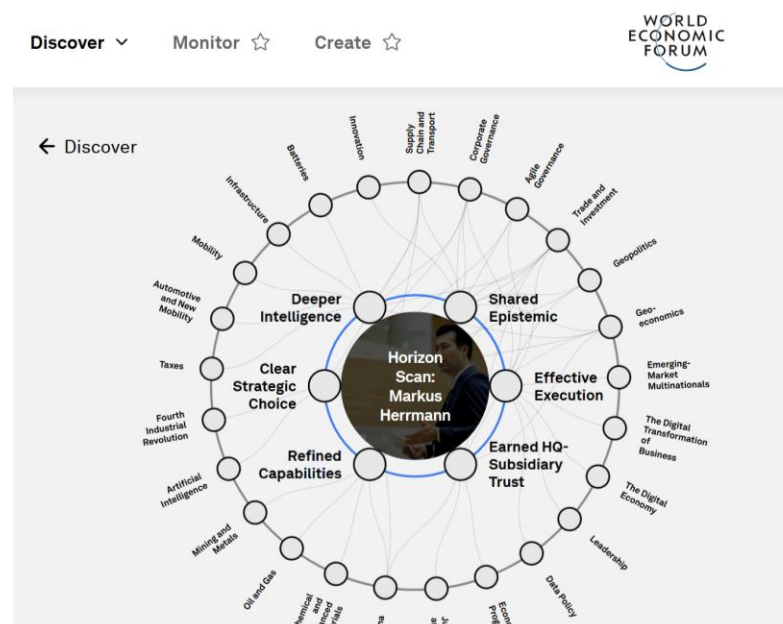 Discover
Monitor
Create
WORLD
ECONOMIC
FORUM
Discover
Innovation
Supply
Chain and
Transport
Corporate
Governance
Agile
Governance
Trade and
Investment
Geopolitics
Geo-
economics
Emerging-
Market
Multinationals
The Digital
Transformation
of
Business
The Digital
Economy
Leadership
Data Policy
Oil and Gas
Mining and
Metals
Artificial
Intelligence
Fourth
Industrial
Revolution
Taxes
Automotive
and New
Mobility
Mobility
Infrastructure
Batteries
Deeper
Intelligence
Shared
Epistemic
Clear
Strategic
Choice
Horizon
Scan:
Markus
Herrmann
Effective
Execution
Refined
Capabilities
Earned HQ-
Subsidiary
Trust
and